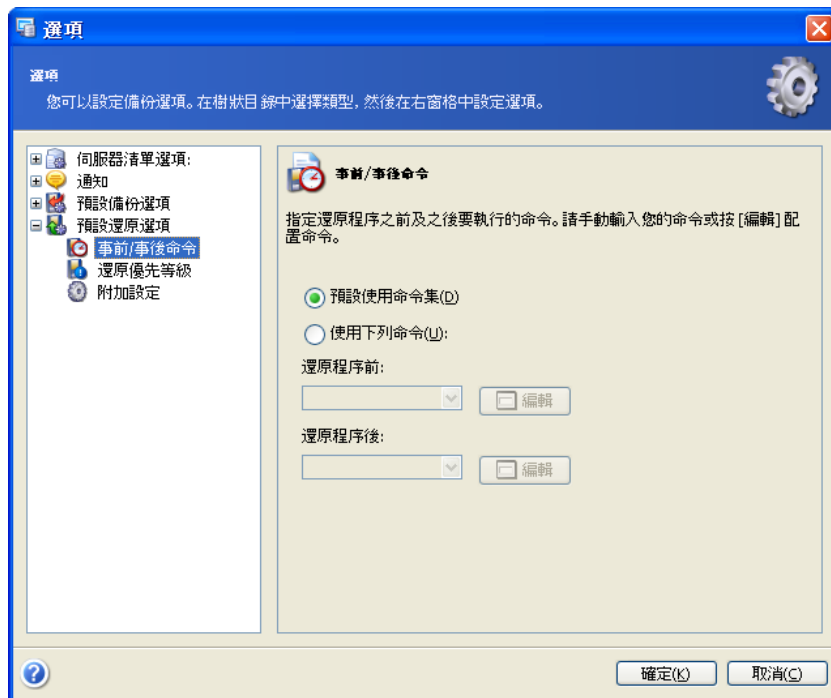 選項
選項
您可以設定備份選項。在樹狀目錄中選擇類型，然後在右窗格中設定選項。
伺服器清單選項:
通知
預設備份選項
預設還原選項
事前/事後命令
還原優先等級
附加設定
事前/事後命令
指定還原程序之前及之後要執行的命令。請手動輸入您的命令或按 [編輯] 配
置命令。
預設使用命令集(D)
使用下列命令(U):
還原程序前:
編輯
還原程序後:
編輯
確定(K)
取消(C)